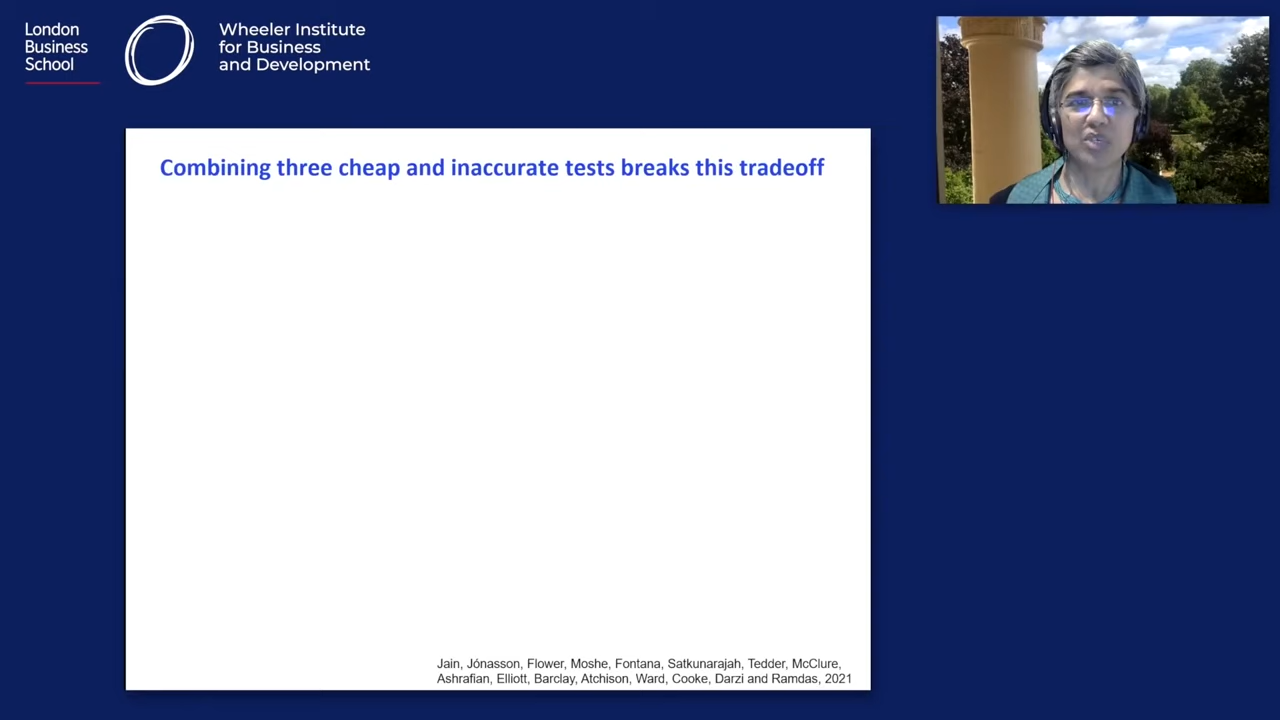 London
Business
School
Wheeler Institute
for Business
and Development
Combining three cheap and inaccurate tests breaks this tradeoff
Jain, Jónasson, Flower, Moshe, Fontana, Satkunarajah, Tedder, McClure,
Ashrafian, Elliott, Barclay, Atchison, Ward, Cooke, Darzi and Ramdas, 2021